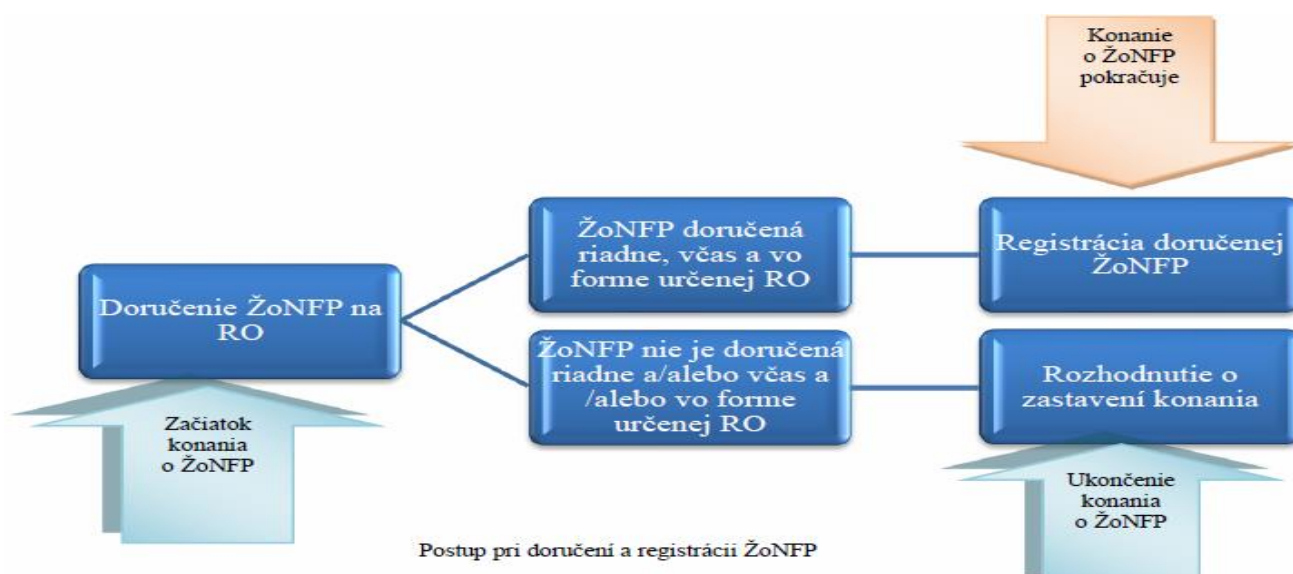 Konanie
o ŽoNFP
pokračuje
ŽoNFP doručená
riadne, včas a vo
forme určenej RO
Registrácia doručenej
ŽoNFP
Doručenie ŽoNFP na
RO
ŽoNFP nie je doručená
riadne a/alebo včas a
/alebo vo forme
určenej RO
Rozhodnutie o
zastavení konania
Začiatok
konania
o ŽoNFP
Ukončenie
konania
o ŽoNFP
Postup pri doručení a registrácii ŽoNFP